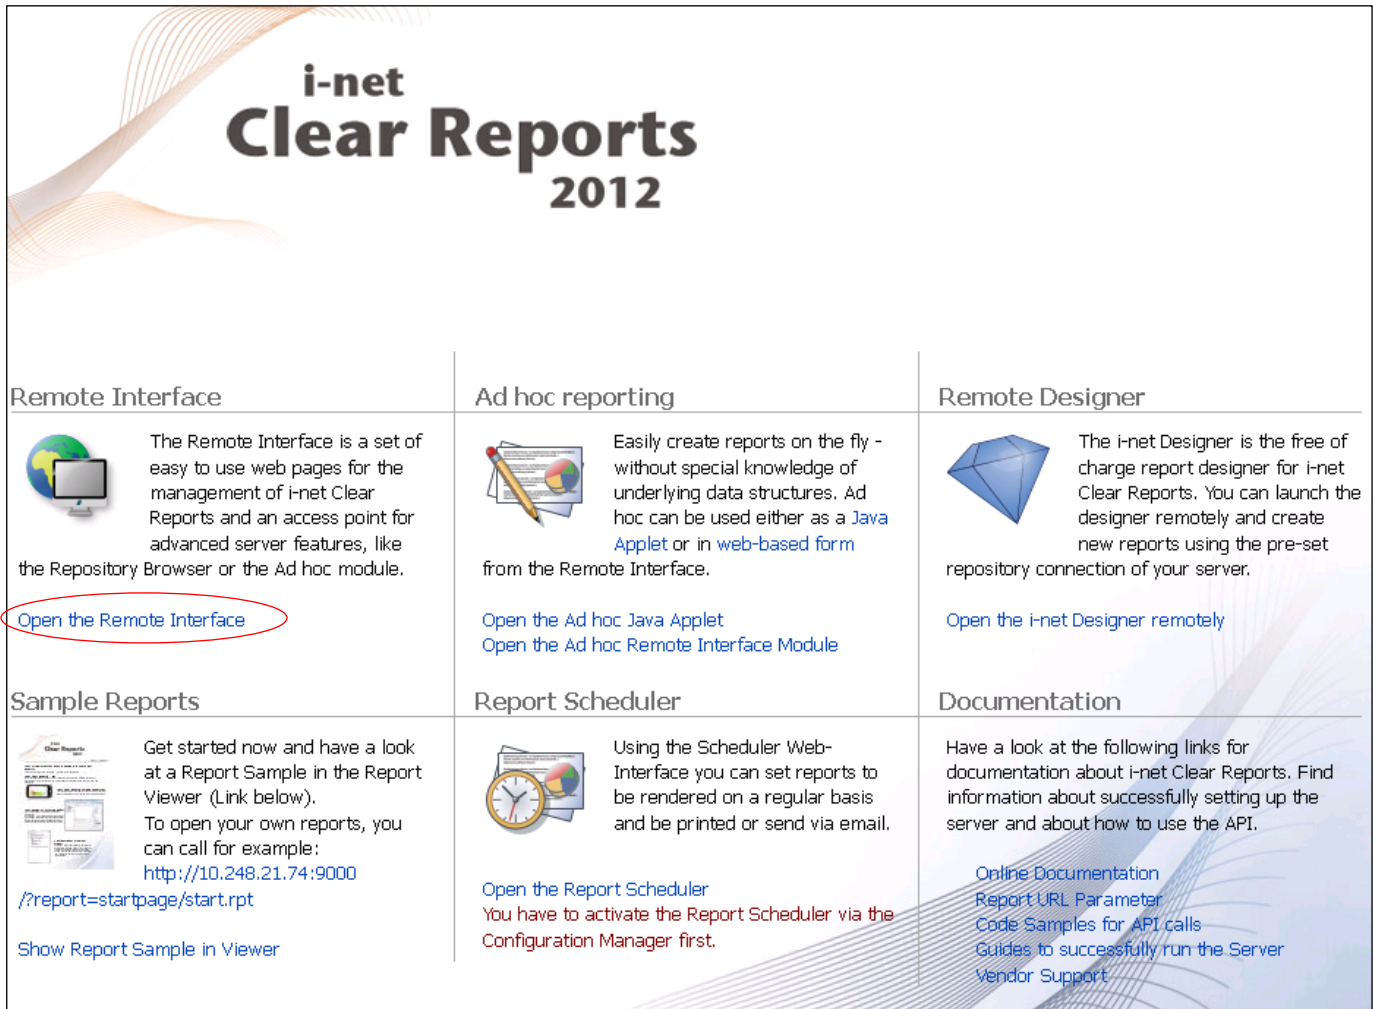 i-net
Clear Reports
2012
Remote Interface
The Remote Interface is a set of
easy to use web pages for the
management of i-net Clear
Reports and an access point for
advanced server features, like
the Repository Browser or the Ad hoc module.
Open the Remote Interface
Ad hoc reporting
Easily create reports on the fly -
without special knowledge of
underlying data structures. Ad
hoc can be used either as a Java
Applet or in web-based form
from the Remote Interface.
Open the Ad hoc Java Applet
Open the Ad hoc Remote Interface Module
Remote Designer
The i-net Designer is the free of
charge report designer for i-net
Clear Reports. You can launch the
designer remotely and create
new reports using the pre-set
repository connection of your server.
Open the i-net Designer remotely
Sample Reports
Get started now and have a look
at a Report Sample in the Report
Viewer (Link below).
To open your own reports, you
can call for example:
http://10.248.21.74:9000
/?report=startpage/start.rpt
Show Report Sample in Viewer
Report Scheduler
Using the Scheduler Web-
Interface you can set reports to
be rendered on a regular basis
and be printed or send via email.
Open the Report Scheduler
You have to activate the Report Scheduler via the
Configuration Manager first.
Documentation
Have a look at the following links for
documentation about i-net Clear Reports. Find
information about successfully setting up the
server and about how to use the API.
Online Documentation
Report URL Parameter
Code Samples for API calls
Guides to successfully run the Server
Vendor Support